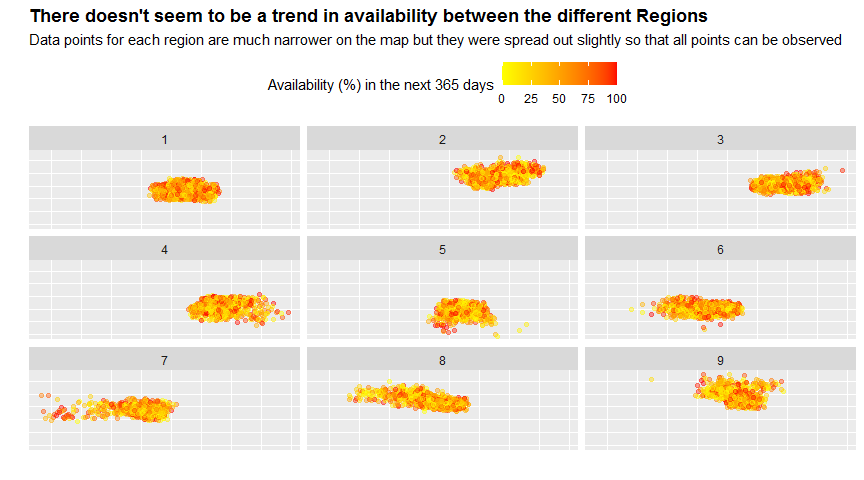 There doesn't seem to be a trend in availability between the different Regions
Data points for each region are much narrower on the map but they were spread out slightly so that all points can be observed
Availability (%) in the next 365 days
0 25 50 75 100
1 2 3
4 5 6
7 8 9